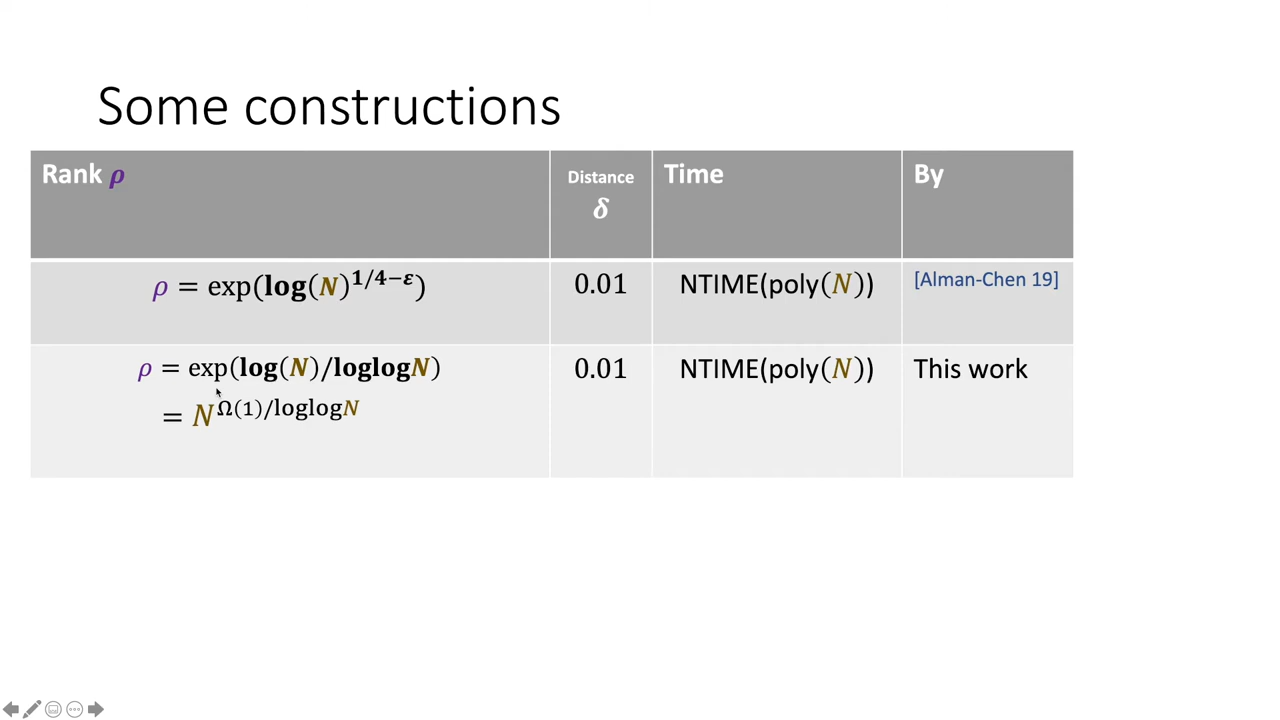 Some constructions
Rank ρ
Distance
δ
Time
By
ρ = exp(log(N)^{1/4−ε})
0.01
NTIME(poly(N))
[Alman-Chen 19]
ρ = exp(log(N)/loglogN)
= N^{Ω(1)/loglogN}
0.01
NTIME(poly(N))
This work